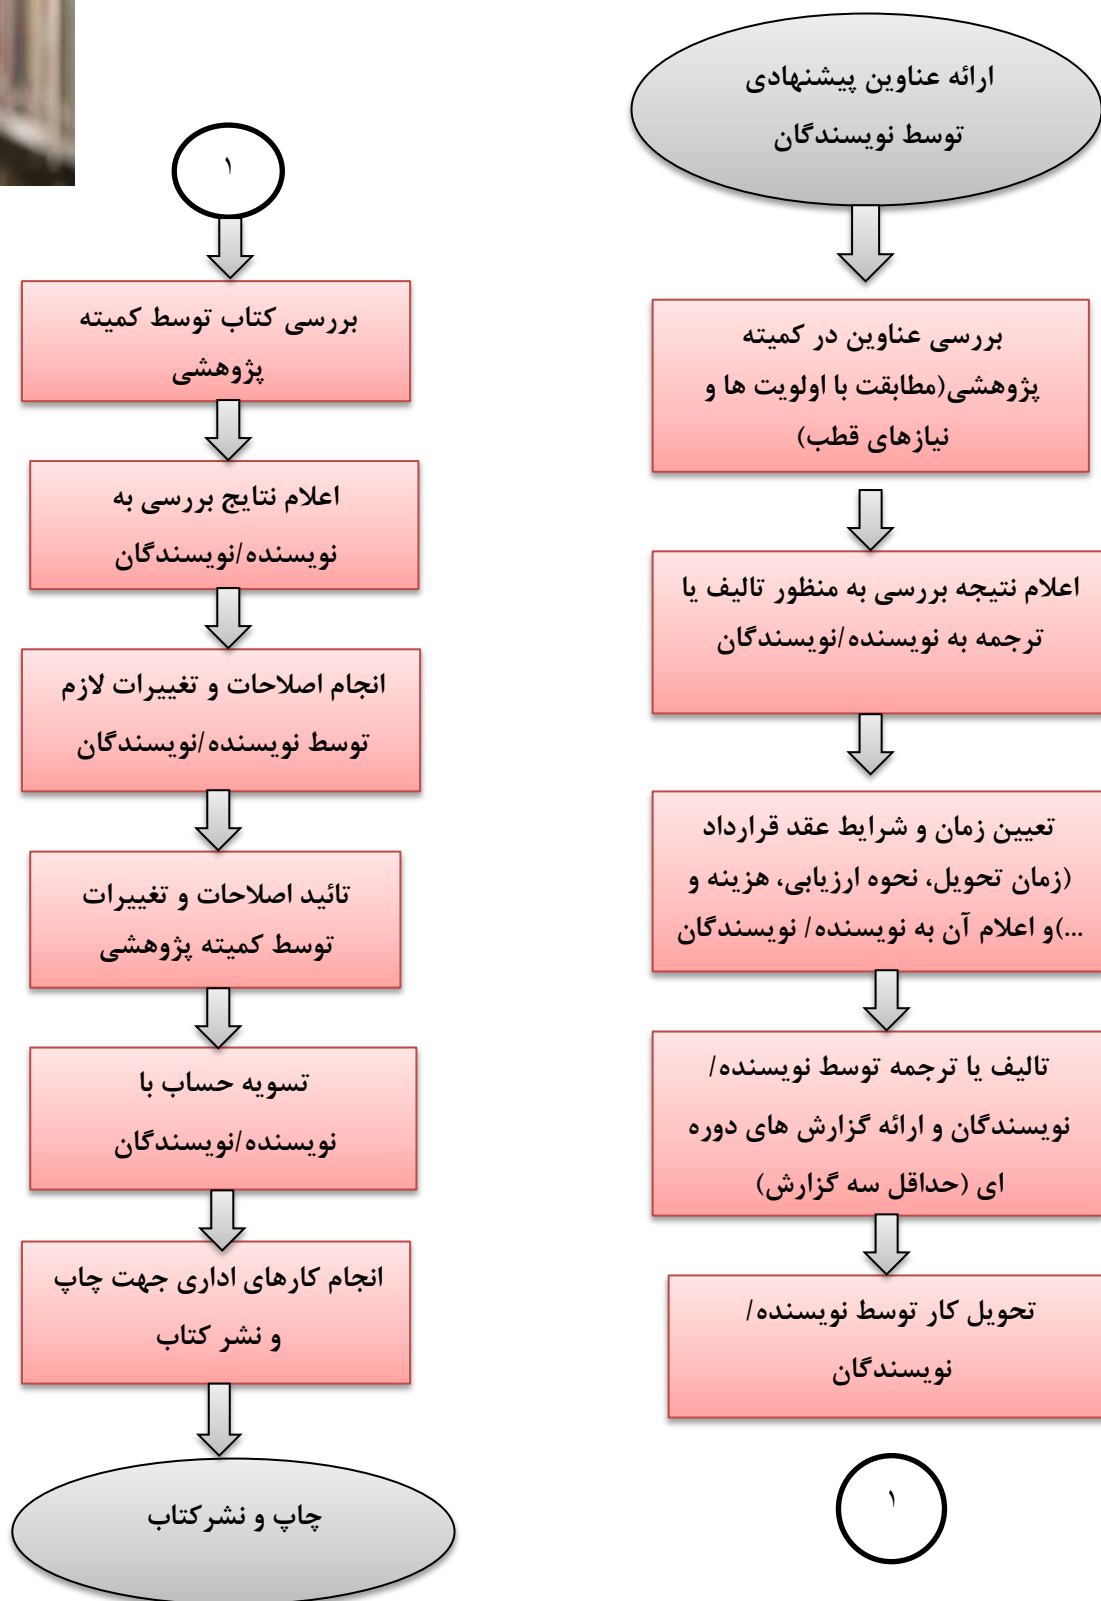 ارائه عناوین پیشنهادی
توسط نویسندگان
بررسی عناوین در کمیته
پژوهشی(مطابقت با اولویت ها و
نیازهای قطب)
اعلام نتیجه بررسی به منظور تالیف یا
ترجمه به نویسنده/نویسندگان
تعیین زمان و شرایط عقد قرارداد
(زمان تحویل، نحوه ارزیابی، هزینه و
...)و اعلام آن به نویسنده/ نویسندگان
تالیف یا ترجمه توسط نویسنده/
نویسندگان و ارائه گزارش های دوره
ای (حداقل سه گزارش)
تحویل کار توسط نویسنده/
نویسندگان
۱
۱
بررسی کتاب توسط کمیته
پژوهشی
اعلام نتایج بررسی به
نویسنده/نویسندگان
انجام اصلاحات و تغییرات لازم
توسط نویسنده/نویسندگان
تائید اصلاحات و تغییرات
توسط کمیته پژوهشی
تسویه حساب با
نویسنده/نویسندگان
انجام کارهای اداری جهت چاپ
و نشر کتاب
چاپ و نشرکتاب